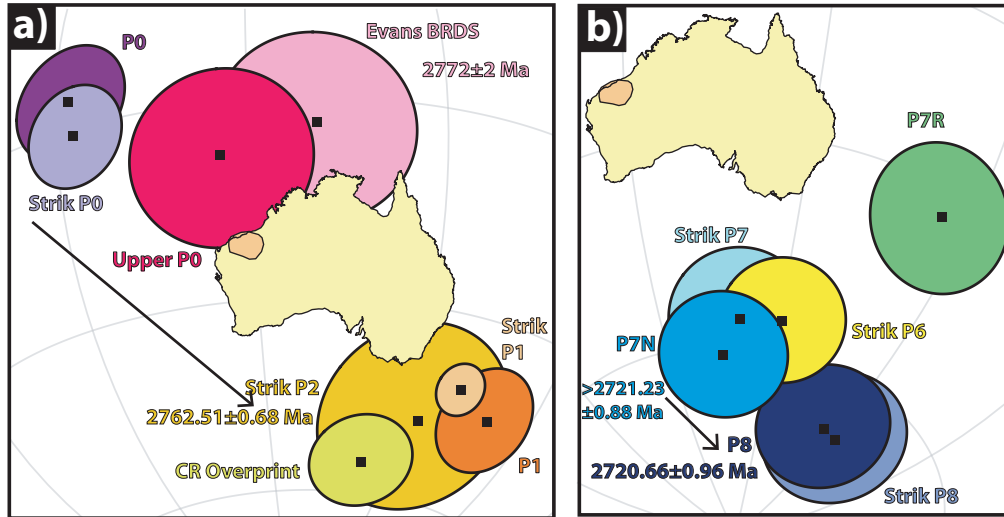 a)
P0
Evans BRDS
2772±2 Ma
Strik P0
Upper P0
Strik
P1
Strik P2
2762.51±0.68 Ma
CR Overprint
P1
b)
P7R
Strik P7
P7N
Strik P6
>2721.23
±0.88 Ma
P8
2720.66±0.96 Ma
Strik P8